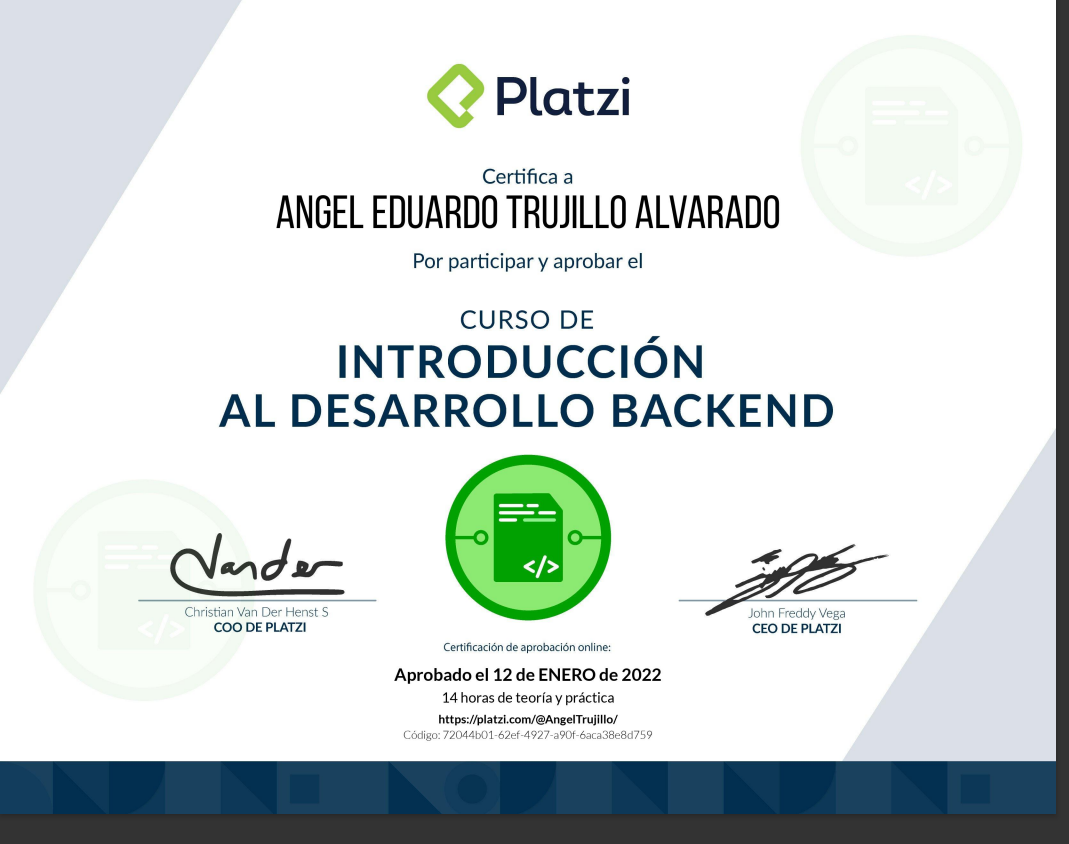 Platzi
Certifica a
ANGEL EDUARDO TRUJILLO ALVARADO
Por participar y aprobar el
CURSO DE
INTRODUCCIÓN
AL DESARROLLO BACKEND
</>
Vander
Christian Van Der Henst S
COO DE PLATZI
John Freddy Vega
CEO DE PLATZI
Certificación de aprobación online:
Aprobado el 12 de ENERO de 2022
14 horas de teoría y práctica
https://platzi.com/@AngelTrujillo/
Código: 72044b01-62ef-4927-a90f-6aca38e8d759